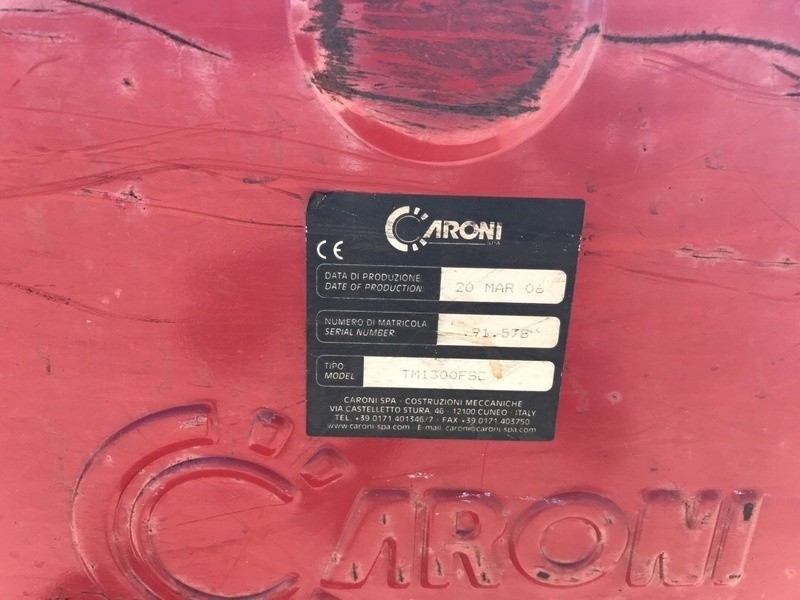 CARONI
SPA
CE
DATA DI PRODUZIONE
DATE OF PRODUCTION:
20 MAR 06
NUMERO DI MATRICOLA
SERIAL NUMBER:
.91.578
TIPO
MODEL
TM1300FSC
CARONI SPA - COSTRUZIONI MECCANICHE
VIA CASTELLETTO STURA, 46 - 12100 CUNEO - ITALY
TEL. +39.0171.401346/7 - FAX +39.0171.403750
www.caroni-spa.com - E-mail: caroni@caroni-spa.com
CARONI